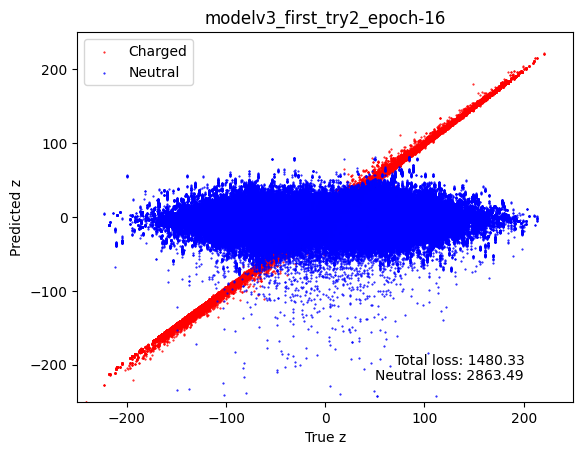 modelv3_first_try2_epoch-16
Charged
Neutral
200
100
0
−100
−200
Predicted z
Total loss: 1480.33
Neutral loss: 2863.49
−200
−100
0
100
200
True z